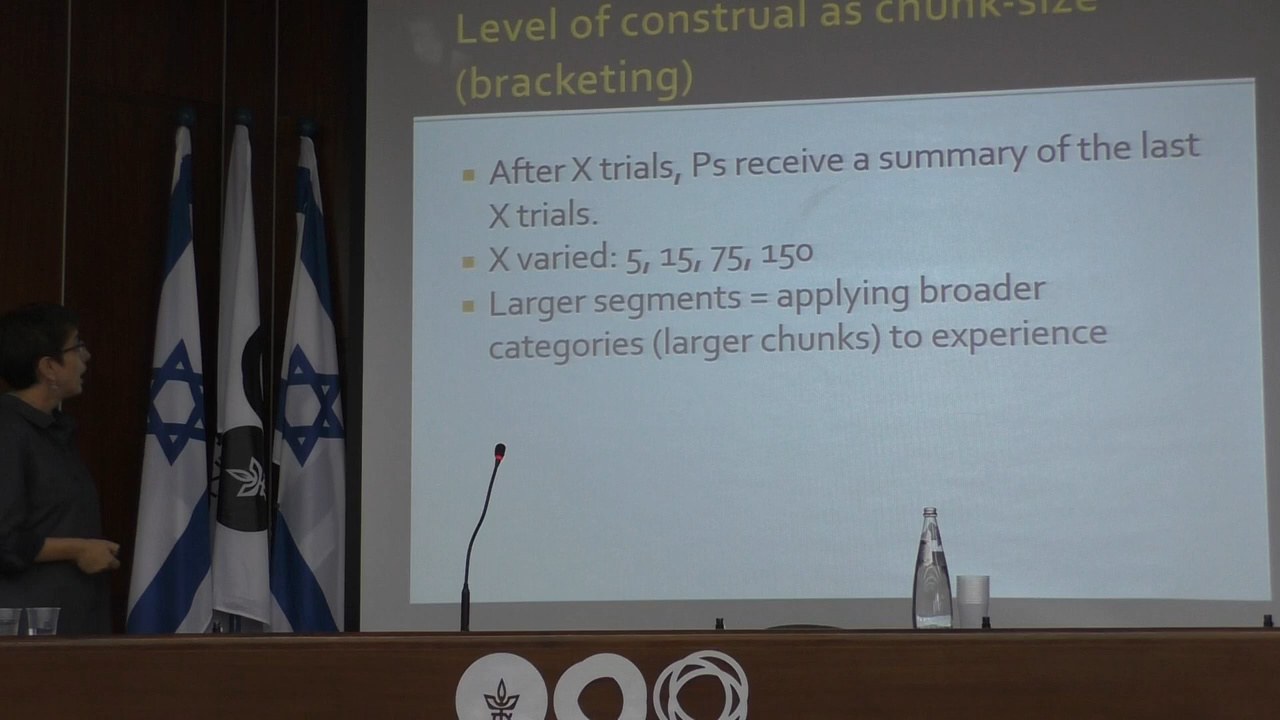 Level of construal as chunk-size
(bracketing)
After X trials, Ps receive a summary of the last
X trials.
X varied: 5, 15, 75, 150
Larger segments = applying broader
categories (larger chunks) to experience